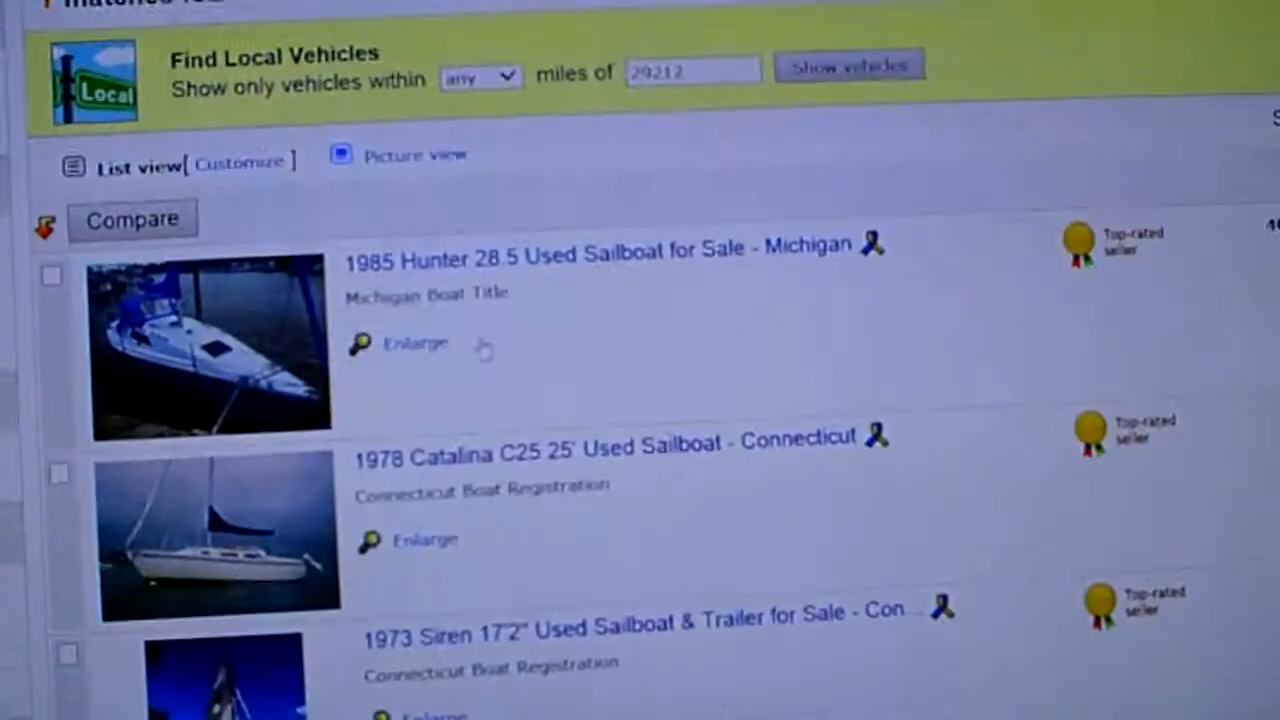 Find Local Vehicles
Local
Show only vehicles within any miles of 29212 Show vehicles
List view[ Customize ] Picture view
Compare
1985 Hunter 28.5 Used Sailboat for Sale - Michigan
Top-rated seller
Michigan Boat Title
Enlarge
1978 Catalina C25 25' Used Sailboat - Connecticut
Top-rated seller
Connecticut Boat Registration
Enlarge
1973 Siren 17'2" Used Sailboat & Trailer for Sale - Con...
Top-rated seller
Connecticut Boat Registration
Enlarge